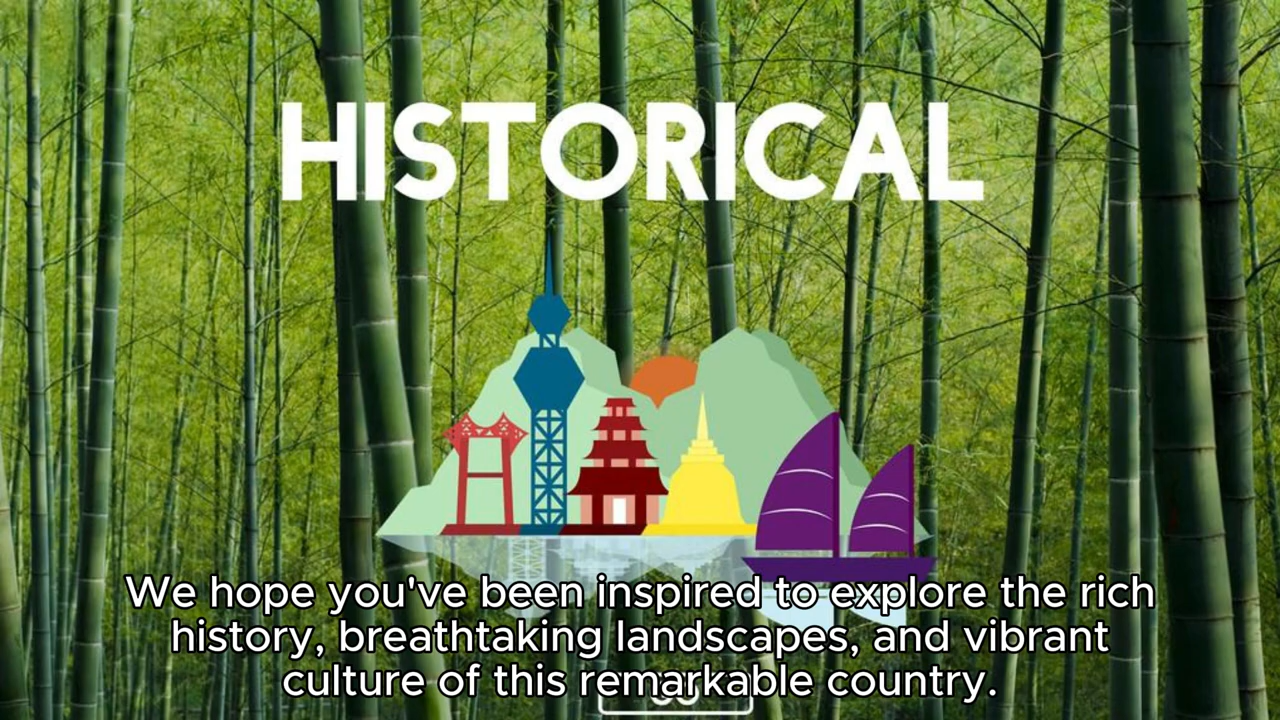 HISTORICAL
We hope you've been inspired to explore the rich
history, breathtaking landscapes, and vibrant
culture of this remarkable country.